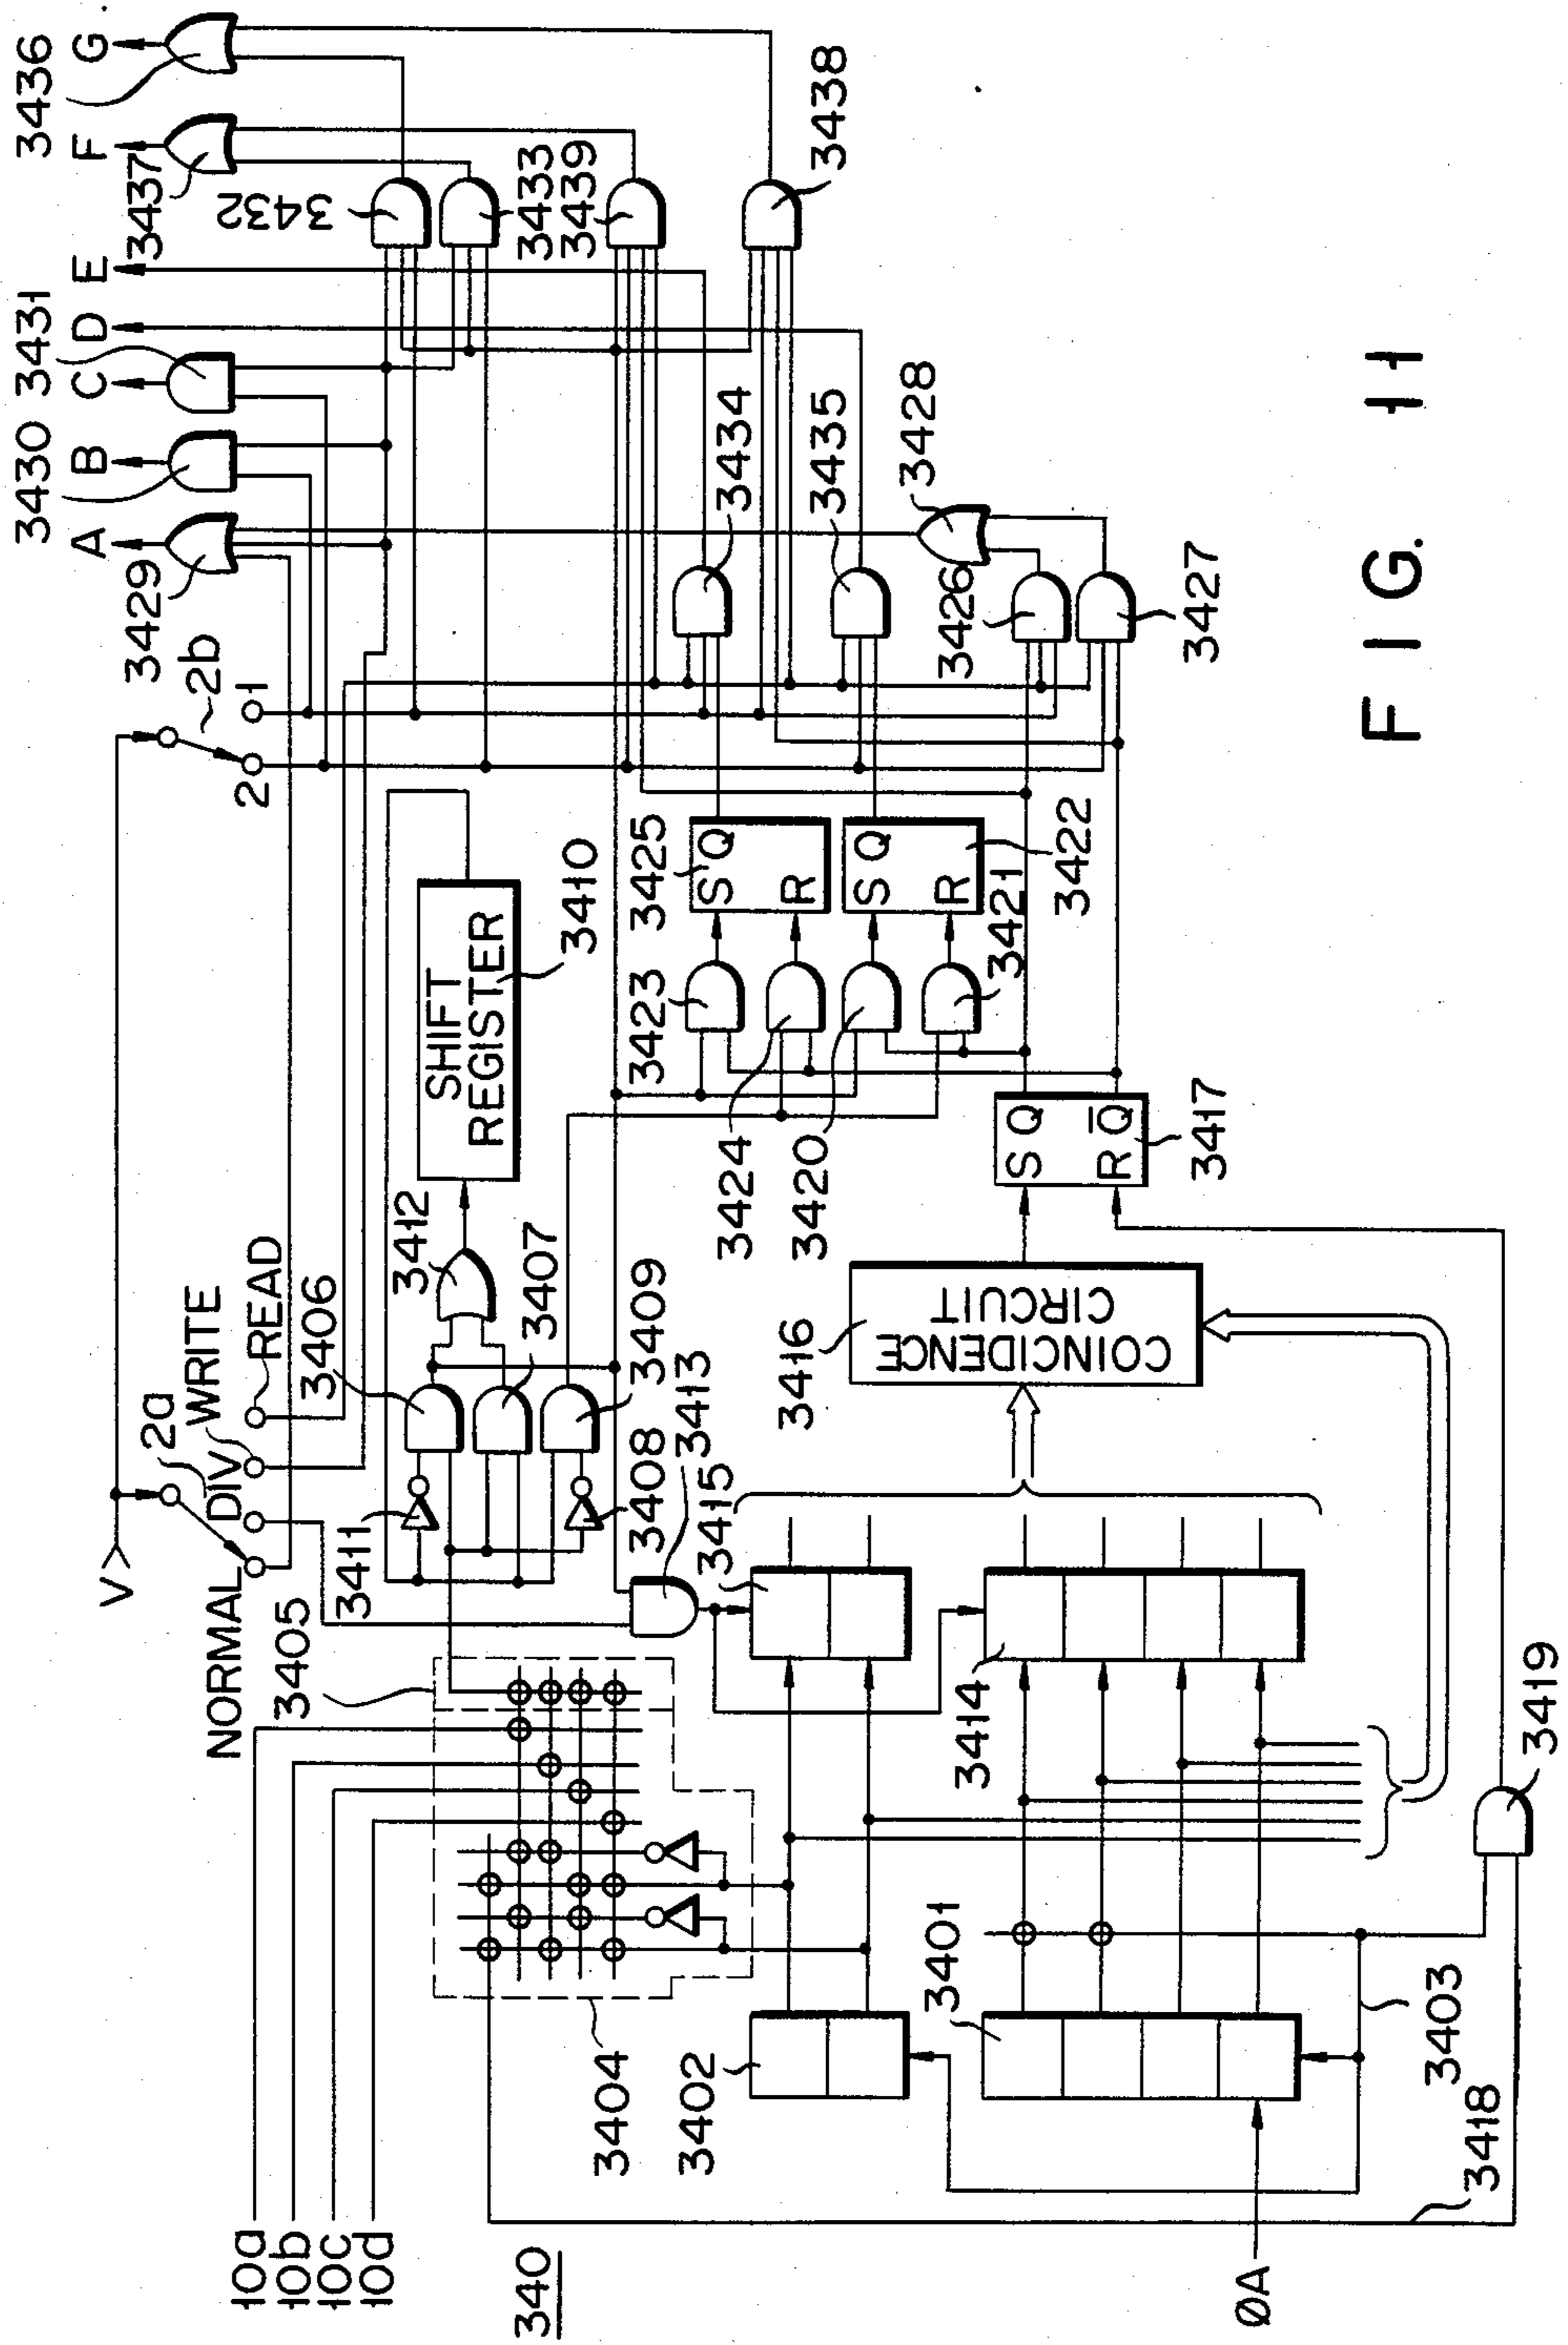 3436
G
F
3437
3432
3433
3439
3438
E
D
3431
C
3430
B
A
3429
3434
3435
3428
3426
3427
2b
1
2
V
SHIFT
REGISTER
3410
3425
S Q
R
S Q
R
3422
3423
3421
3424
3420
S Q
R Q̅
3417
3412
3407
3409
3406
READ
WRITE
DIV
NORMAL
2a
3411
3408
3413
3415
3416
COINCIDENCE
CIRCUIT
3405
3414
3419
3401
3404
3402
3403
3418
10a
10b
10c
10d
340
ØA
FIG. 11